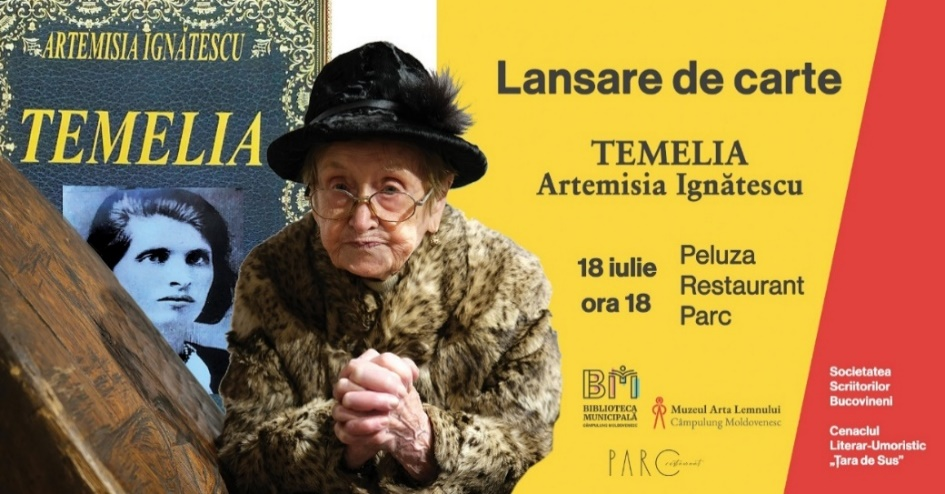 ARTEMISIA IGNĂTESCU
TEMELIA
Lansare de carte
TEMELIA
Artemisia Ignătescu
18 iulie
ora 18
Peluza
Restaurant
Parc
BM
BIBLIOTECA
MUNICIPALĂ
CÂMPULUNG MOLDOVENESC
Muzeul Arta Lemnului
Câmpulung Moldovenesc
PARC
restaurant
Societatea
Scriitorilor
Bucovineni
Cenaclul
Literar-Umoristic
„Țara de Sus”